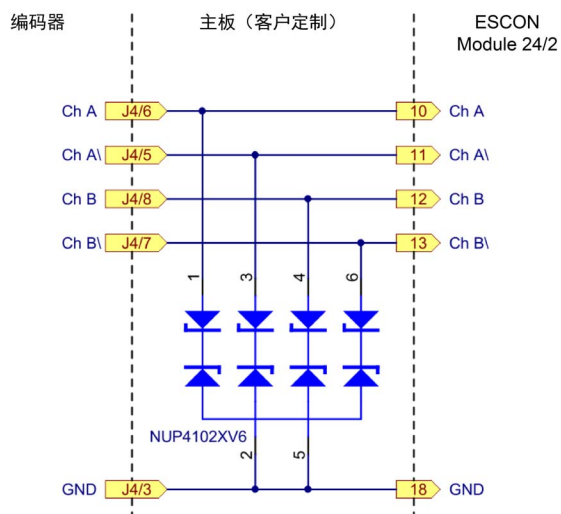 编码器 主板（客户定制） ESCON
Module 24/2
Ch A J4/6 10 Ch A
Ch A\ J4/5 11 Ch A\
Ch B J4/8 12 Ch B
Ch B\ J4/7 13 Ch B\
1 3 4 6
NUP4102XV6
2 5
GND J4/3 18 GND